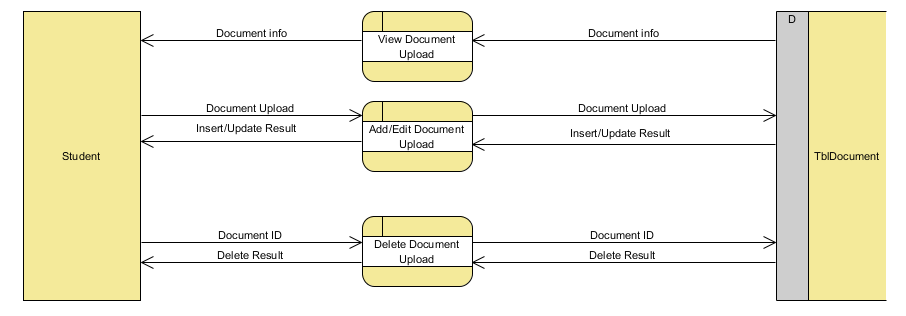 D
Document info
View Document
Upload
Document info
Document Upload
Insert/Update Result
Add/Edit Document
Upload
Document Upload
Insert/Update Result
Student
TblDocument
Document ID
Delete Result
Delete Document
Upload
Document ID
Delete Result